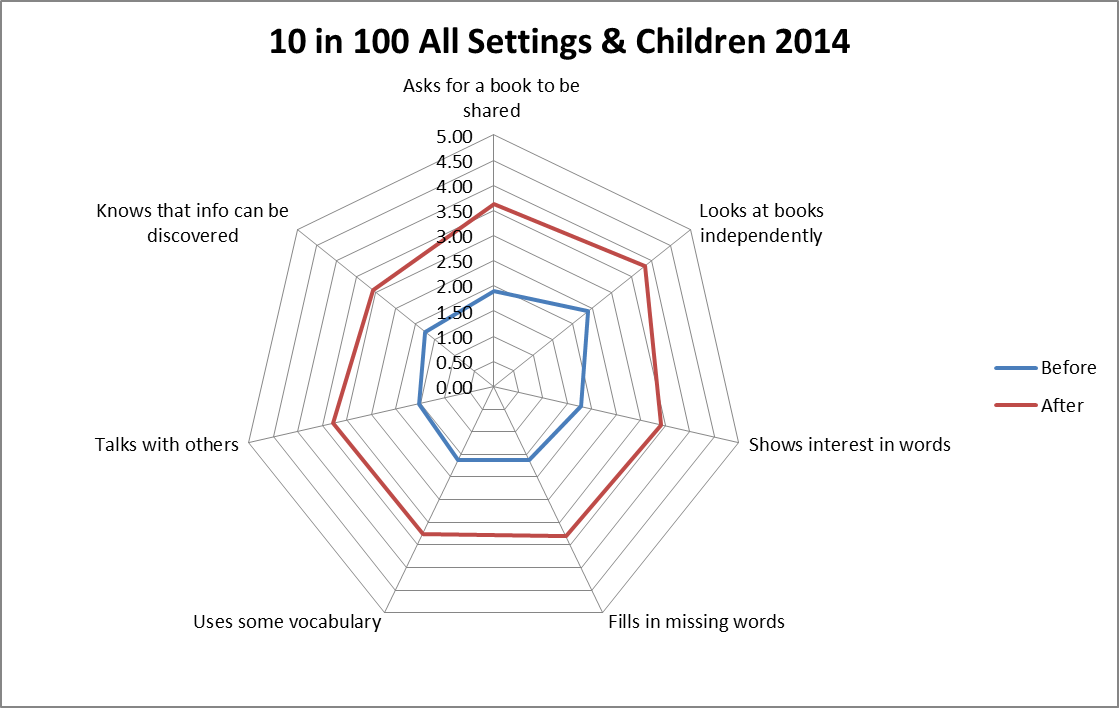 10 in 100 All Settings & Children 2014
Asks for a book to be
shared
5.00
4.50
4.00
3.50
3.00
2.50
2.00
1.50
1.00
0.50
0.00
Knows that info can be
discovered
Looks at books
independently
Before
After
Talks with others
Shows interest in words
Uses some vocabulary
Fills in missing words